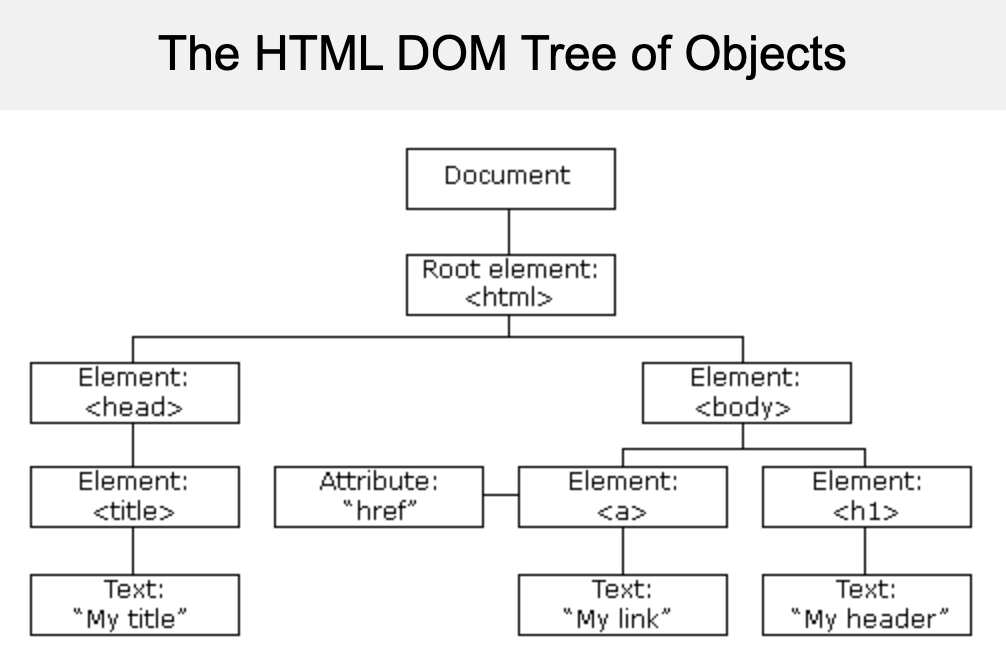 The HTML DOM Tree of Objects
Document
Root element:
<html>
Element:
<head>
Element:
<body>
Element:
<title>
Attribute:
“href”
Element:
<a>
Element:
<h1>
Text:
“My title”
Text:
“My link”
Text:
“My header”